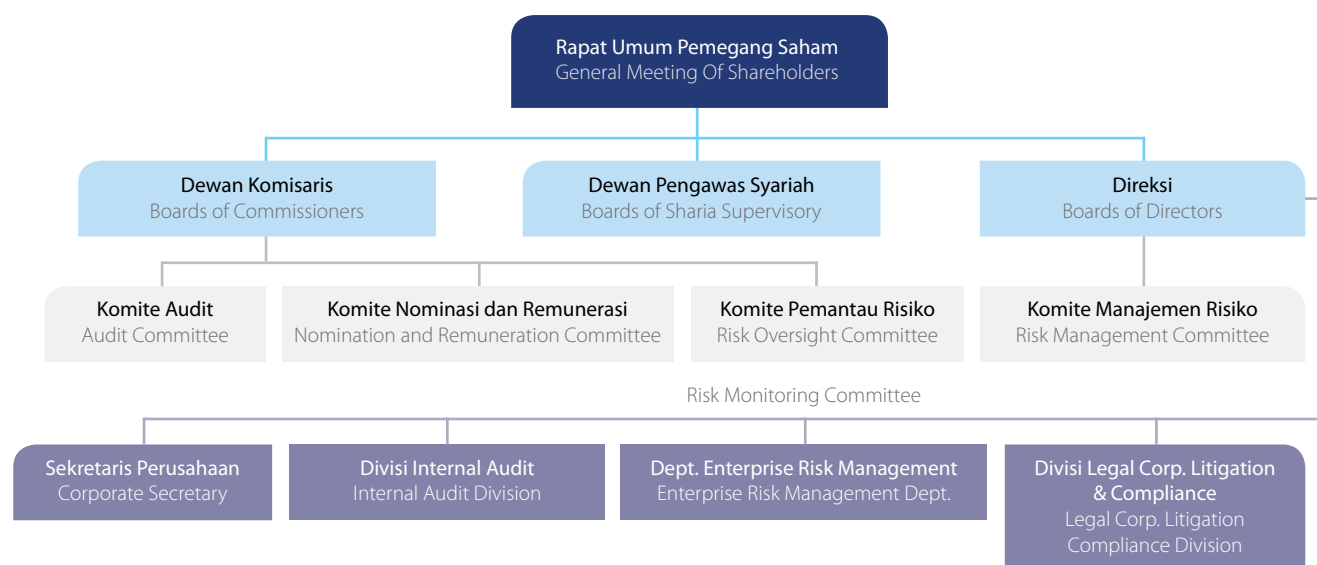 Rapat Umum Pemegang Saham
General Meeting Of Shareholders
Dewan Komisaris
Boards of Commissioners
Dewan Pengawas Syariah
Boards of Sharia Supervisory
Direksi
Boards of Directors
Komite Audit
Audit Committee
Komite Nominasi dan Remunerasi
Nomination and Remuneration Committee
Komite Pemantau Risiko
Risk Oversight Committee
Komite Manajemen Risiko
Risk Management Committee
Risk Monitoring Committee
Sekretaris Perusahaan
Corporate Secretary
Divisi Internal Audit
Internal Audit Division
Dept. Enterprise Risk Management
Enterprise Risk Management Dept.
Divisi Legal Corp. Litigation
& Compliance
Legal Corp. Litigation
Compliance Division